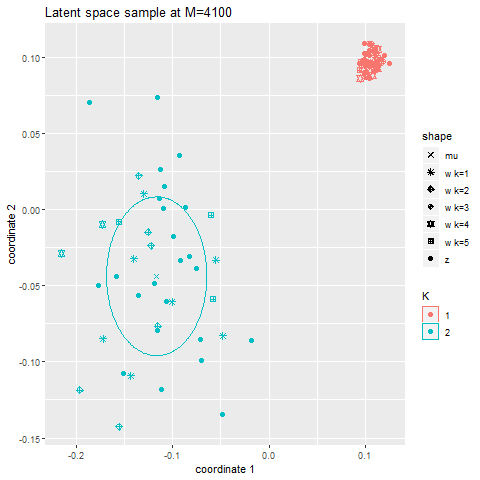 Latent space sample at M=4100
0.10
0.05
0.00
-0.05
-0.10
-0.15
coordinate 2
-0.2
-0.1
0.0
0.1
coordinate 1
shape
mu
w k=1
w k=2
w k=3
w k=4
w k=5
z
K
1
2